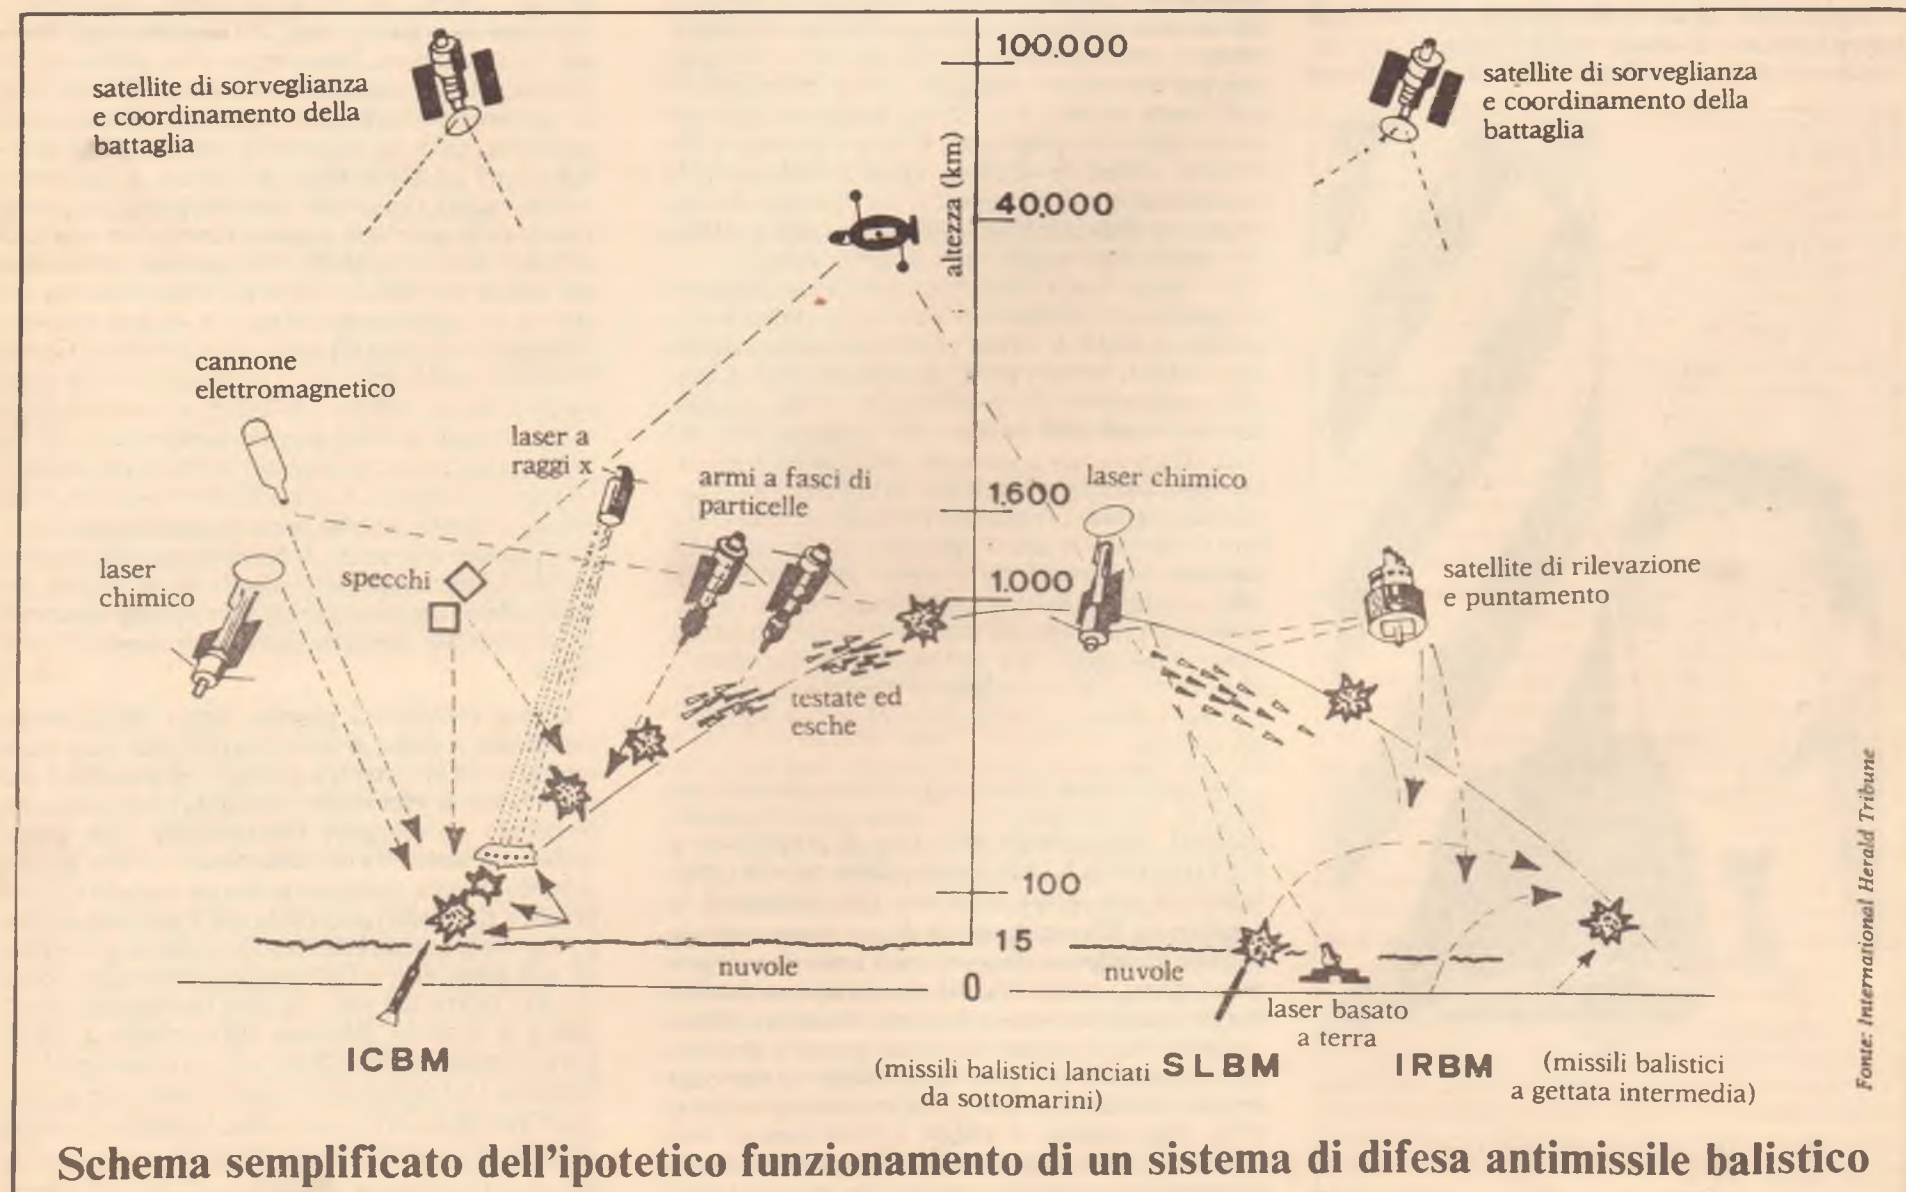 satellite di sorveglianza
e coordinamento della
battaglia
100.000
satellite di sorveglianza
e coordinamento della
battaglia
altezza (km)
40.000
cannone
elettromagnetico
laser a
raggi x
armi a fasci di
particelle
1.600
laser chimico
laser
chimico
specchi
1.000
satellite di rilevazione
e puntamento
testate ed
esche
100
15
nuvole
0
nuvole
laser basato
a terra
ICBM
(missili balistici lanciati
da sottomarini)
SLBM
IRBM
(missili balistici
a gettata intermedia)
Fonte: International Herald Tribune
Schema semplificato dell'ipotetico funzionamento di un sistema di difesa antimissile balistico